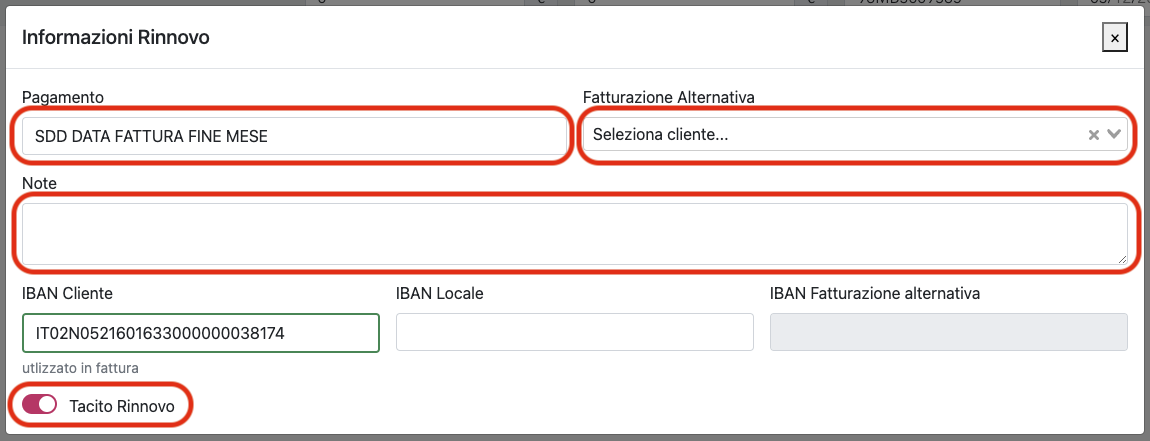 Informazioni Rinnovo
×
Pagamento
Fatturazione Alternativa
SDD DATA FATTURA FINE MESE
Seleziona cliente...
Note
IBAN Cliente
IBAN Locale
IBAN Fatturazione alternativa
IT02N0521601633000000038174
utlizzato in fattura
Tacito Rinnovo